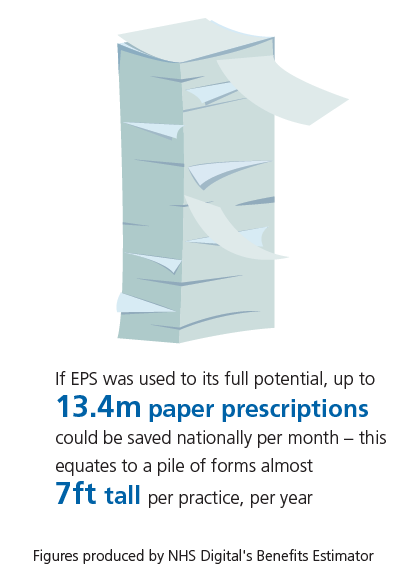 If EPS was used to its full potential, up to
13.4m paper prescriptions
could be saved nationally per month – this
equates to a pile of forms almost
7ft tall per practice, per year
Figures produced by NHS Digital's Benefits Estimator